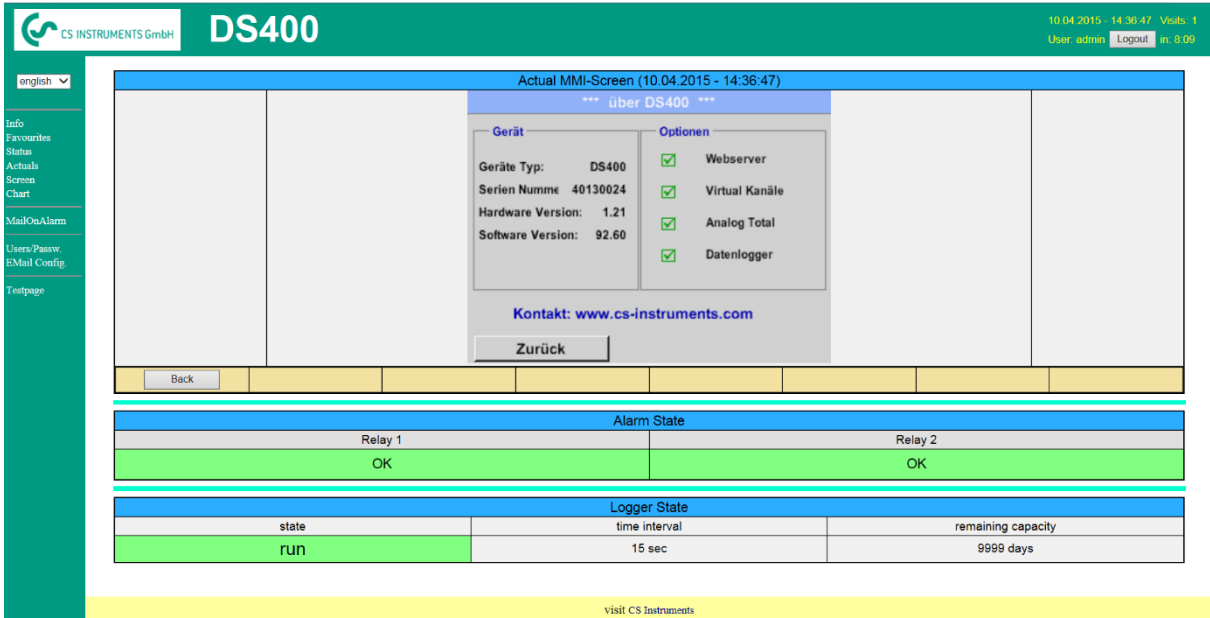 CS INSTRUMENTS GmbH
DS400
10.04.2015 - 14:36:47 Visits: 1
User: admin Logout in: 8:09
english
Info
Favourites
Status
Actuals
Screen
Chart
MailOnAlarm
Users/Passw.
EMail Config.
Testpage
Actual MMI-Screen (10.04.2015 - 14:36:47)
*** über DS400 ***
Gerät
Geräte Typ: DS400
Serien Numme 40130024
Hardware Version: 1.21
Software Version: 92.60
Optionen
Webserver
Virtual Kanäle
Analog Total
Datenlogger
Kontakt: www.cs-instruments.com
Zurück
Back
Alarm State
Relay 1 Relay 2
OK OK
Logger State
state time interval remaining capacity
run 15 sec 9999 days
visit CS Instruments